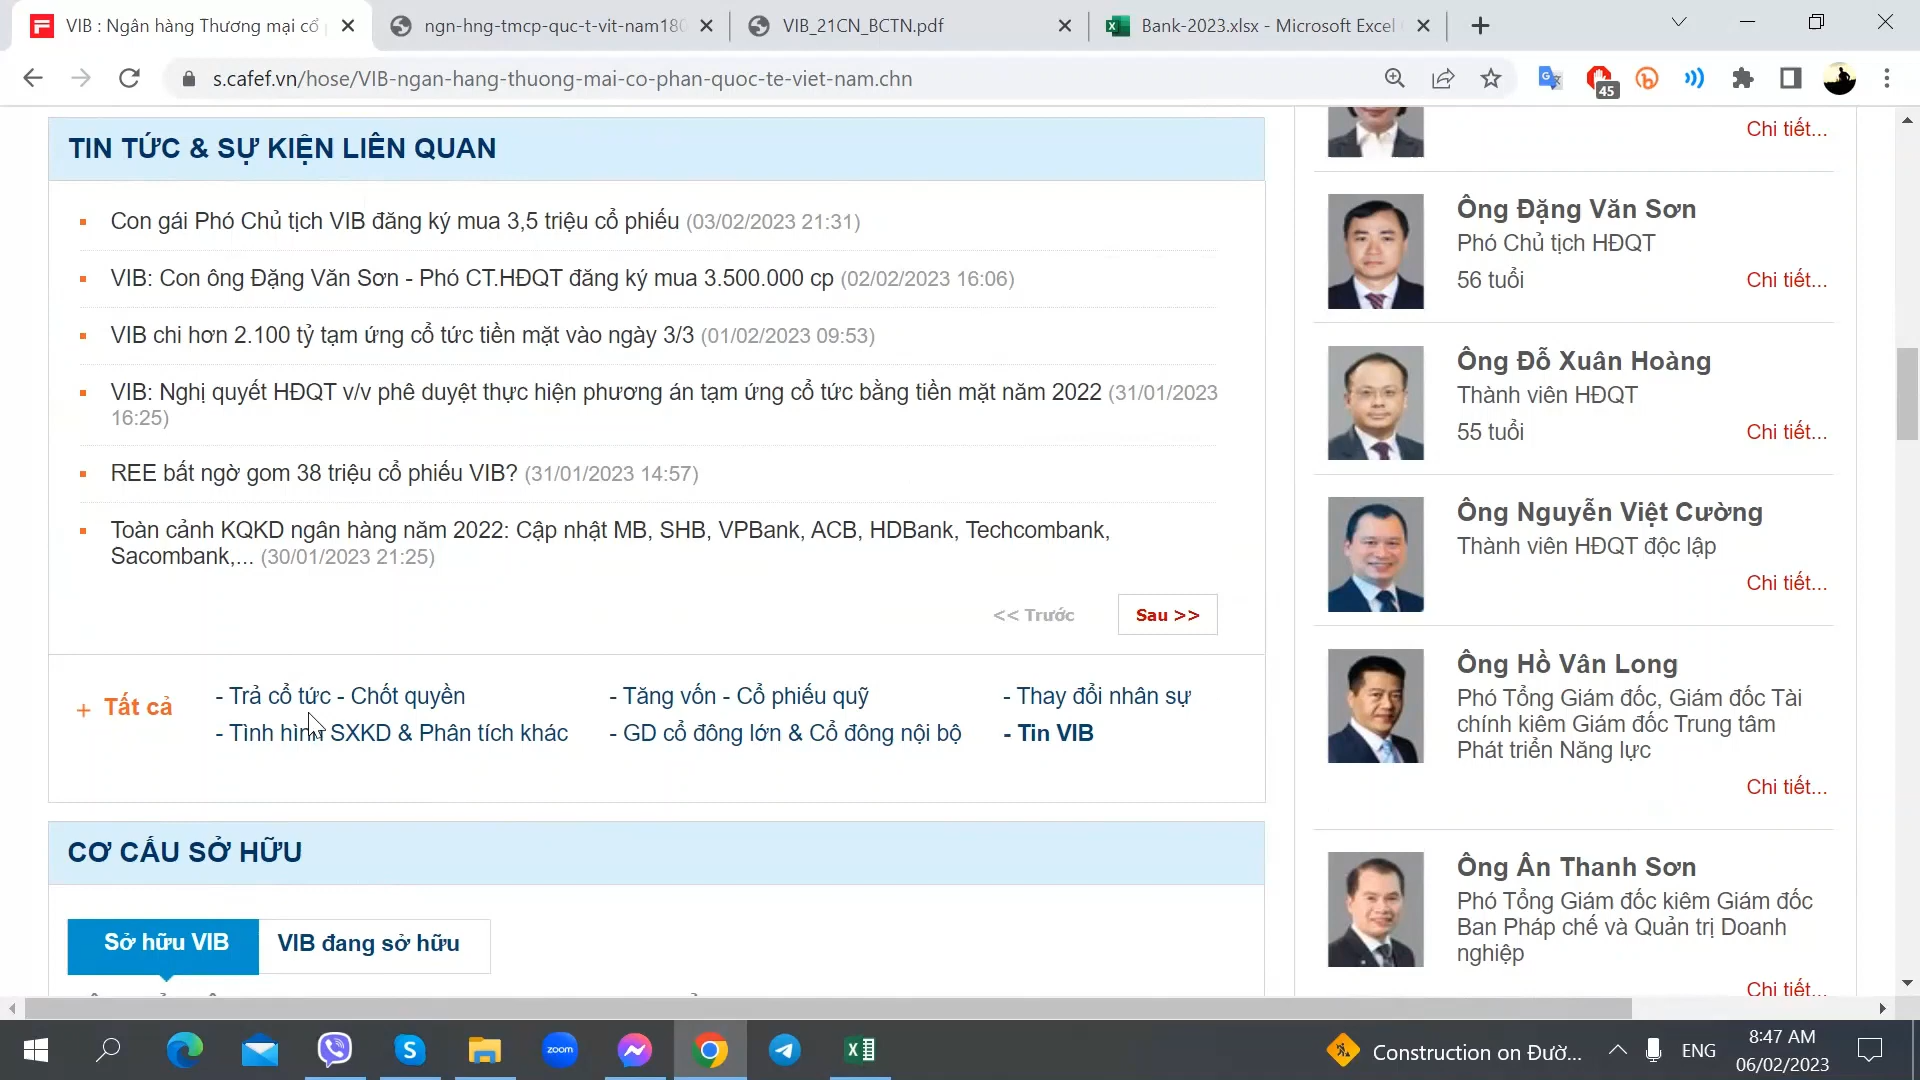 VIB : Ngân hàng Thương mại cổ
ngn-hng-tmcp-quc-t-vit-nam180
VIB_21CN_BCTN.pdf
Bank-2023.xlsx - Microsoft Excel
s.cafef.vn/hose/VIB-ngan-hang-thuong-mai-co-phan-quoc-te-viet-nam.chn
45
TIN TỨC & SỰ KIỆN LIÊN QUAN
Con gái Phó Chủ tịch VIB đăng ký mua 3,5 triệu cổ phiếu (03/02/2023 21:31)
VIB: Con ông Đặng Văn Sơn - Phó CT.HĐQT đăng ký mua 3.500.000 cp (02/02/2023 16:06)
VIB chi hơn 2.100 tỷ tạm ứng cổ tức tiền mặt vào ngày 3/3 (01/02/2023 09:53)
VIB: Nghị quyết HĐQT v/v phê duyệt thực hiện phương án tạm ứng cổ tức bằng tiền mặt năm 2022 (31/01/2023
16:25)
REE bất ngờ gom 38 triệu cổ phiếu VIB? (31/01/2023 14:57)
Toàn cảnh KQKD ngân hàng năm 2022: Cập nhật MB, SHB, VPBank, ACB, HDBank, Techcombank,
Sacombank,... (30/01/2023 21:25)
<< Trước
Sau >>
+ Tất cả
- Trả cổ tức - Chốt quyền
- Tăng vốn - Cổ phiếu quỹ
- Thay đổi nhân sự
- Tình hình SXKD & Phân tích khác
- GD cổ đông lớn & Cổ đông nội bộ
- Tin VIB
CƠ CẤU SỞ HỮU
Sở hữu VIB
VIB đang sở hữu
Chi tiết...
Ông Đặng Văn Sơn
Phó Chủ tịch HĐQT
56 tuổi
Chi tiết...
Ông Đỗ Xuân Hoàng
Thành viên HĐQT
55 tuổi
Chi tiết...
Ông Nguyễn Việt Cường
Thành viên HĐQT độc lập
Chi tiết...
Ông Hồ Vân Long
Phó Tổng Giám đốc, Giám đốc Tài
chính kiêm Giám đốc Trung tâm
Phát triển Năng lực
Chi tiết...
Ông Ân Thanh Sơn
Phó Tổng Giám đốc kiêm Giám đốc
Ban Pháp chế và Quản trị Doanh
nghiệp
Chi tiết...
zoom
Construction on Đườ...
ENG
8:47 AM
06/02/2023